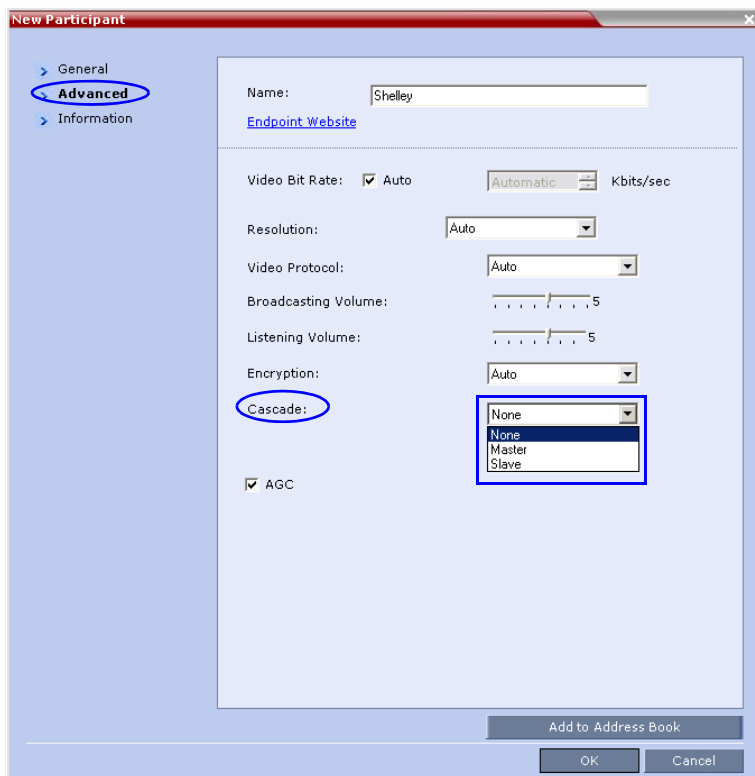 New Participant
General
Advanced
Information
Name: Shelley
Endpoint Website
Video Bit Rate: Auto Automatic Kbits/sec
Resolution: Auto
Video Protocol: Auto
Broadcasting Volume: 5
Listening Volume: 5
Encryption: Auto
Cascade: None
None
Master
Slave
AGC
Add to Address Book
OK Cancel